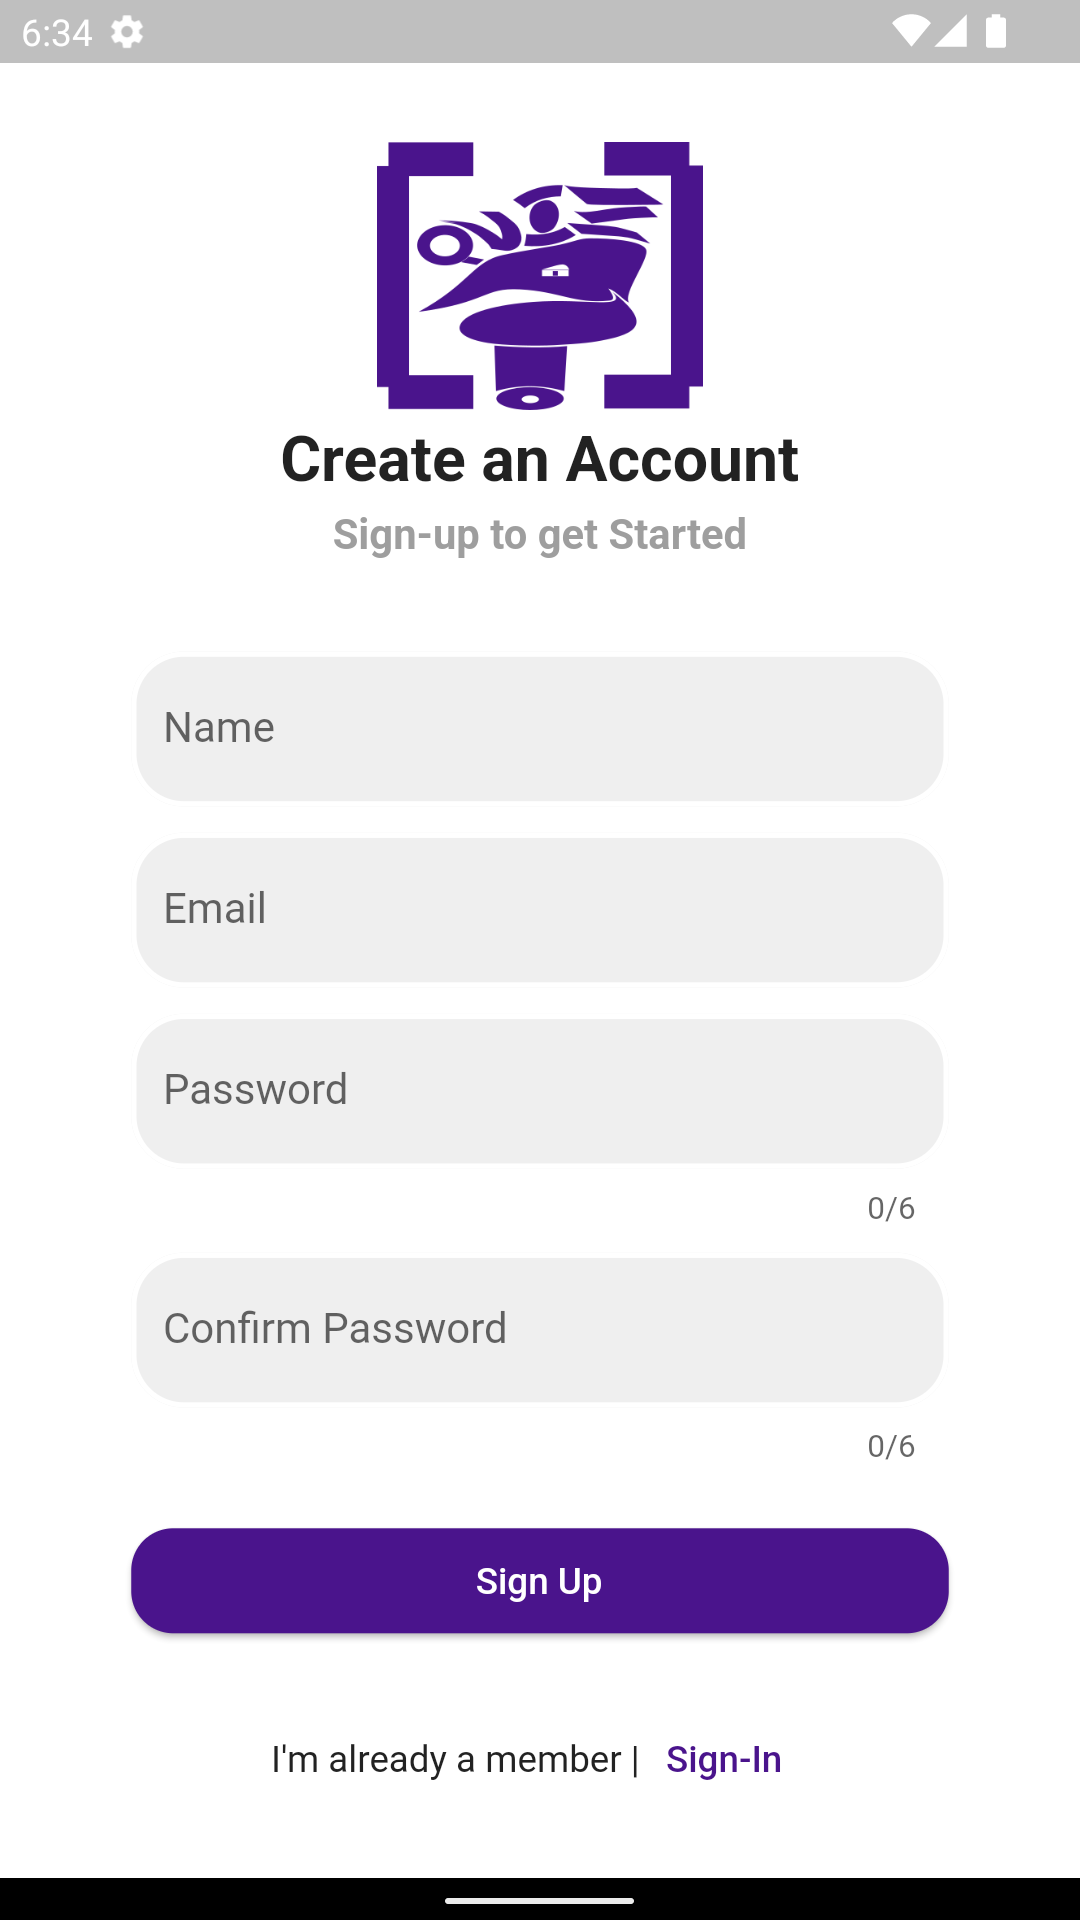 6:34
Create an Account
Sign-up to get Started
Name
Email
Password
0/6
Confirm Password
0/6
Sign Up
I'm already a member | Sign-In